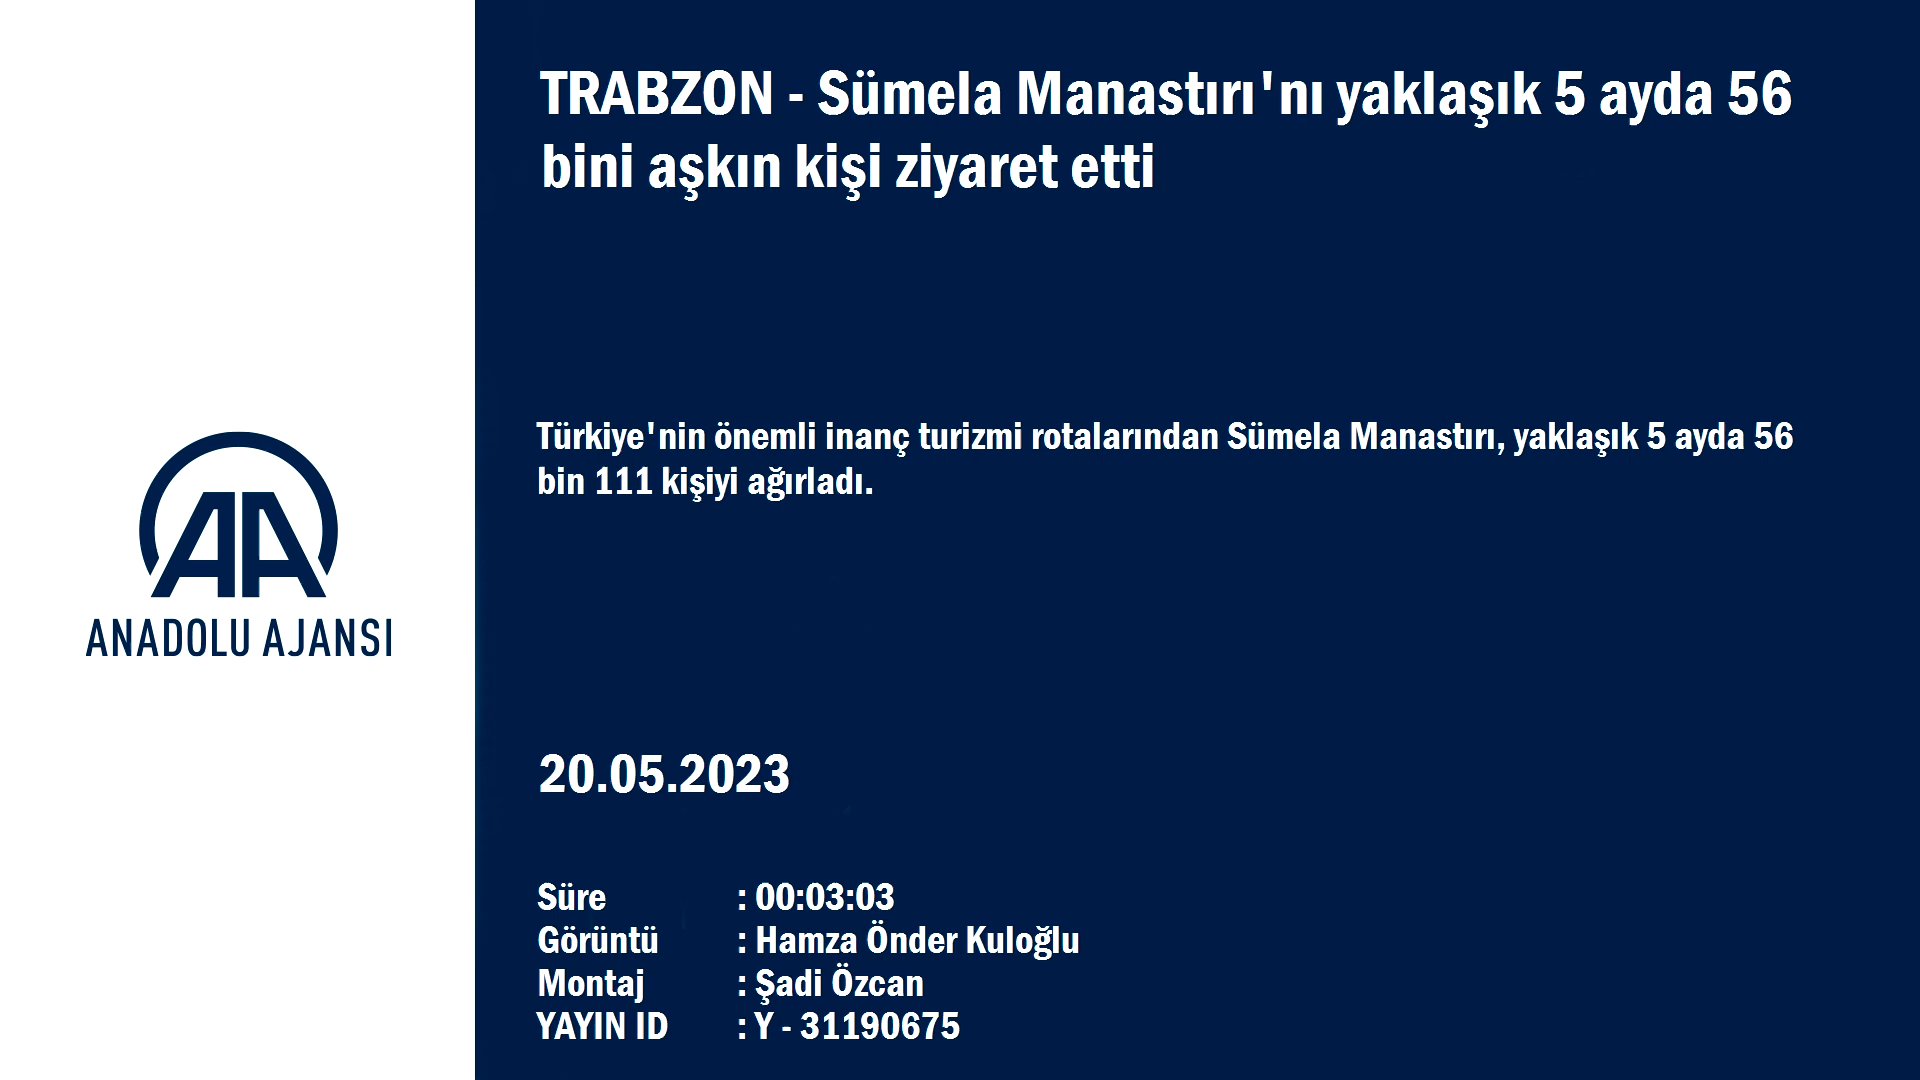 TRABZON - Sümela Manastırı'nı yaklaşık 5 ayda 56
bini aşkın kişi ziyaret etti
Türkiye'nin önemli inanç turizmi rotalarından Sümela Manastırı, yaklaşık 5 ayda 56
bin 111 kişiyi ağırladı.
AA
ANADOLU AJANSI
20.05.2023
Süre : 00:03:03
Görüntü : Hamza Önder Kuloğlu
Montaj : Şadi Özcan
YAYIN ID : Y - 31190675